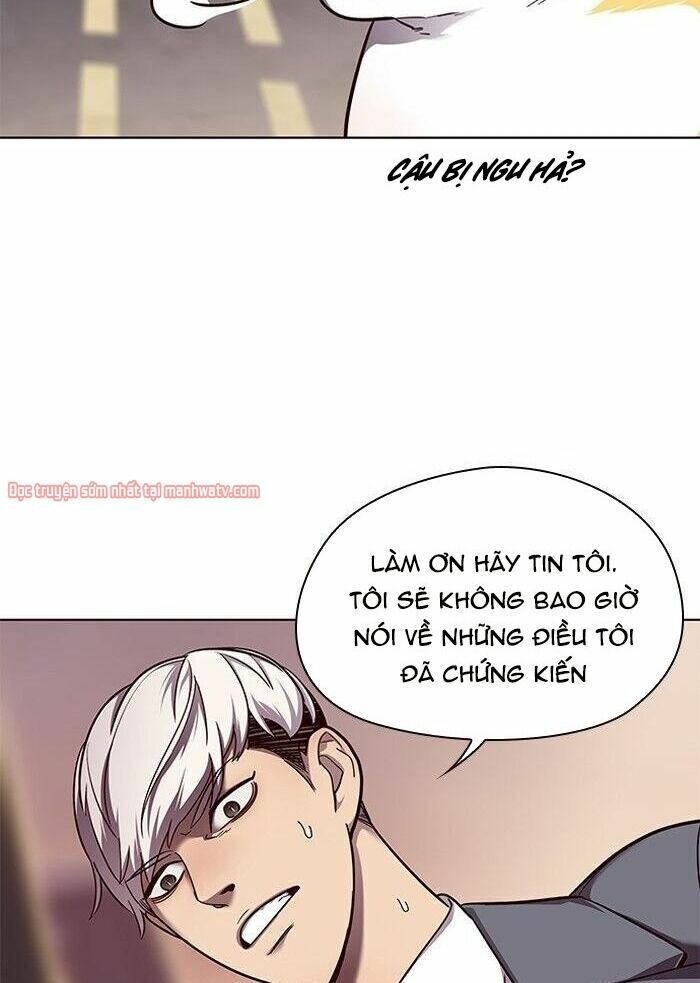 CẬU BỊ NGU HẢ?
Đọc truyện sớm nhất tại manhwatv.com
LÀM ƠN HÃY TIN TÔI.
TÔI SẼ KHÔNG BAO GIỜ
NÓI VỀ NHỮNG ĐIỀU TÔI
ĐÃ CHỨNG KIẾN